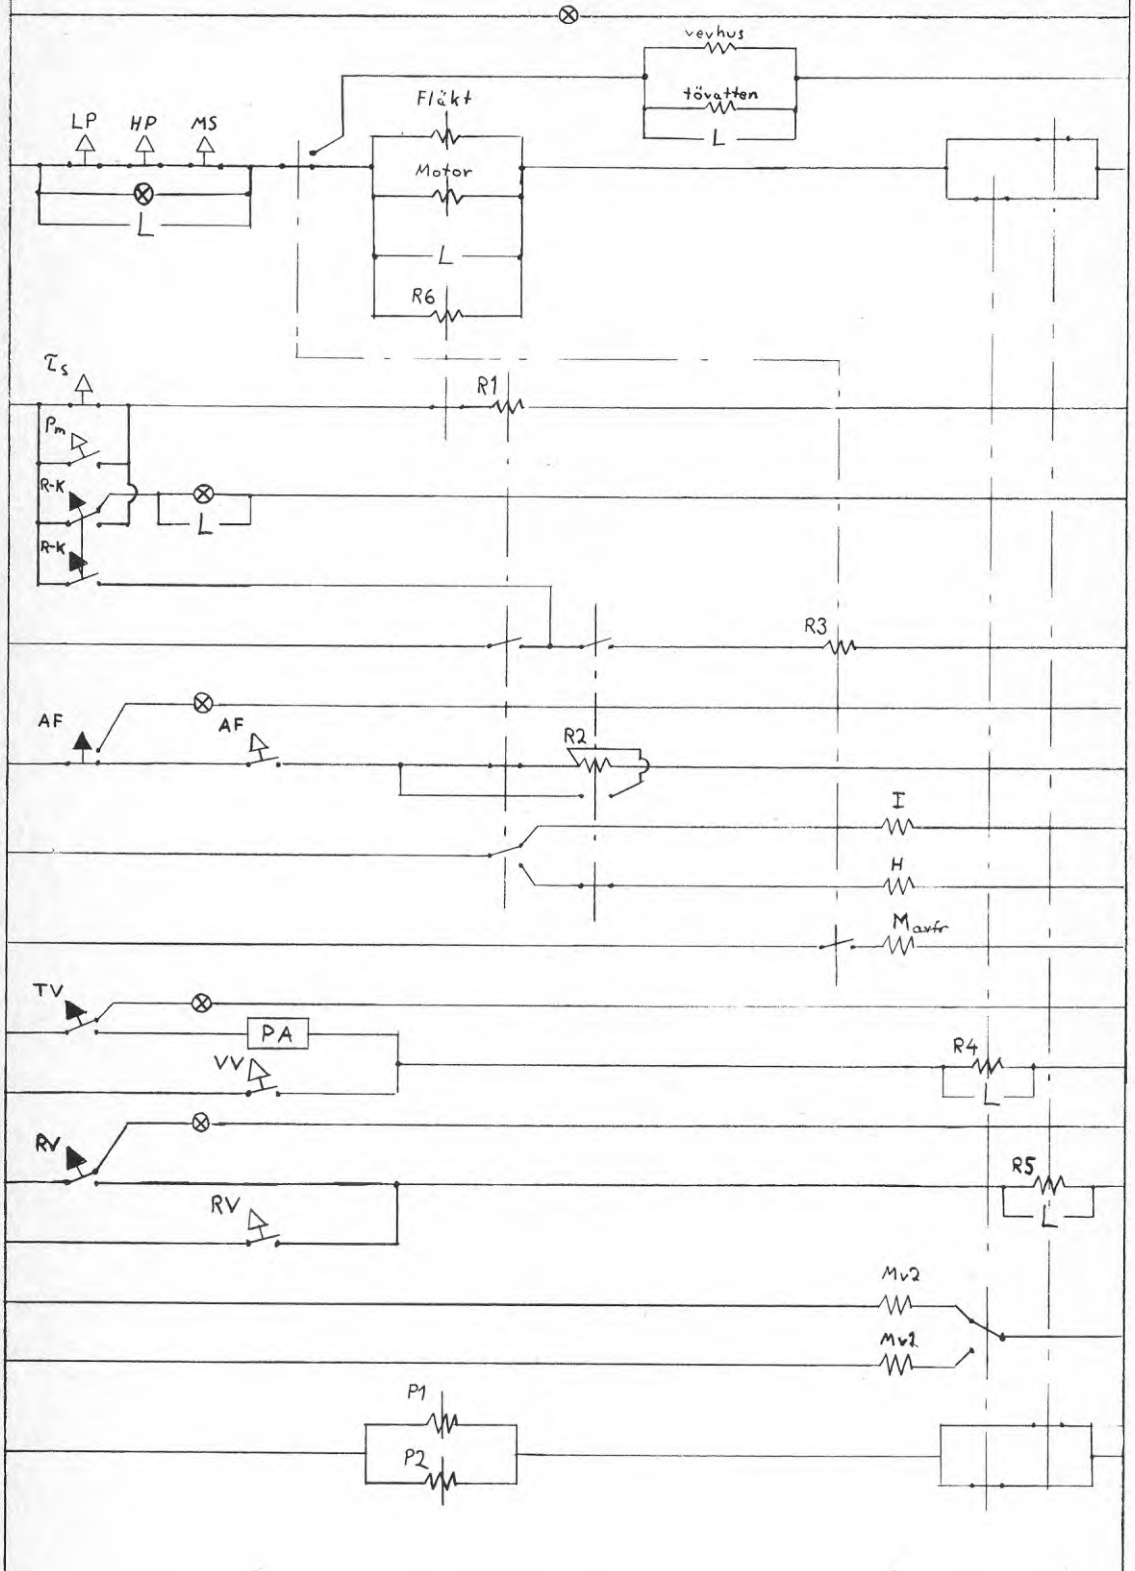 vevhus
tövatten
L
Fläkt
LP HP MS
Motor
L
L
R6
τs
R1
Pm
R-K
L
R-K
R3
AF
AF
R2
I
H
Mavfr
TV
PA
VV
R4
L
RV
R5
RV
L
Mv2
Mv1
P1
P2